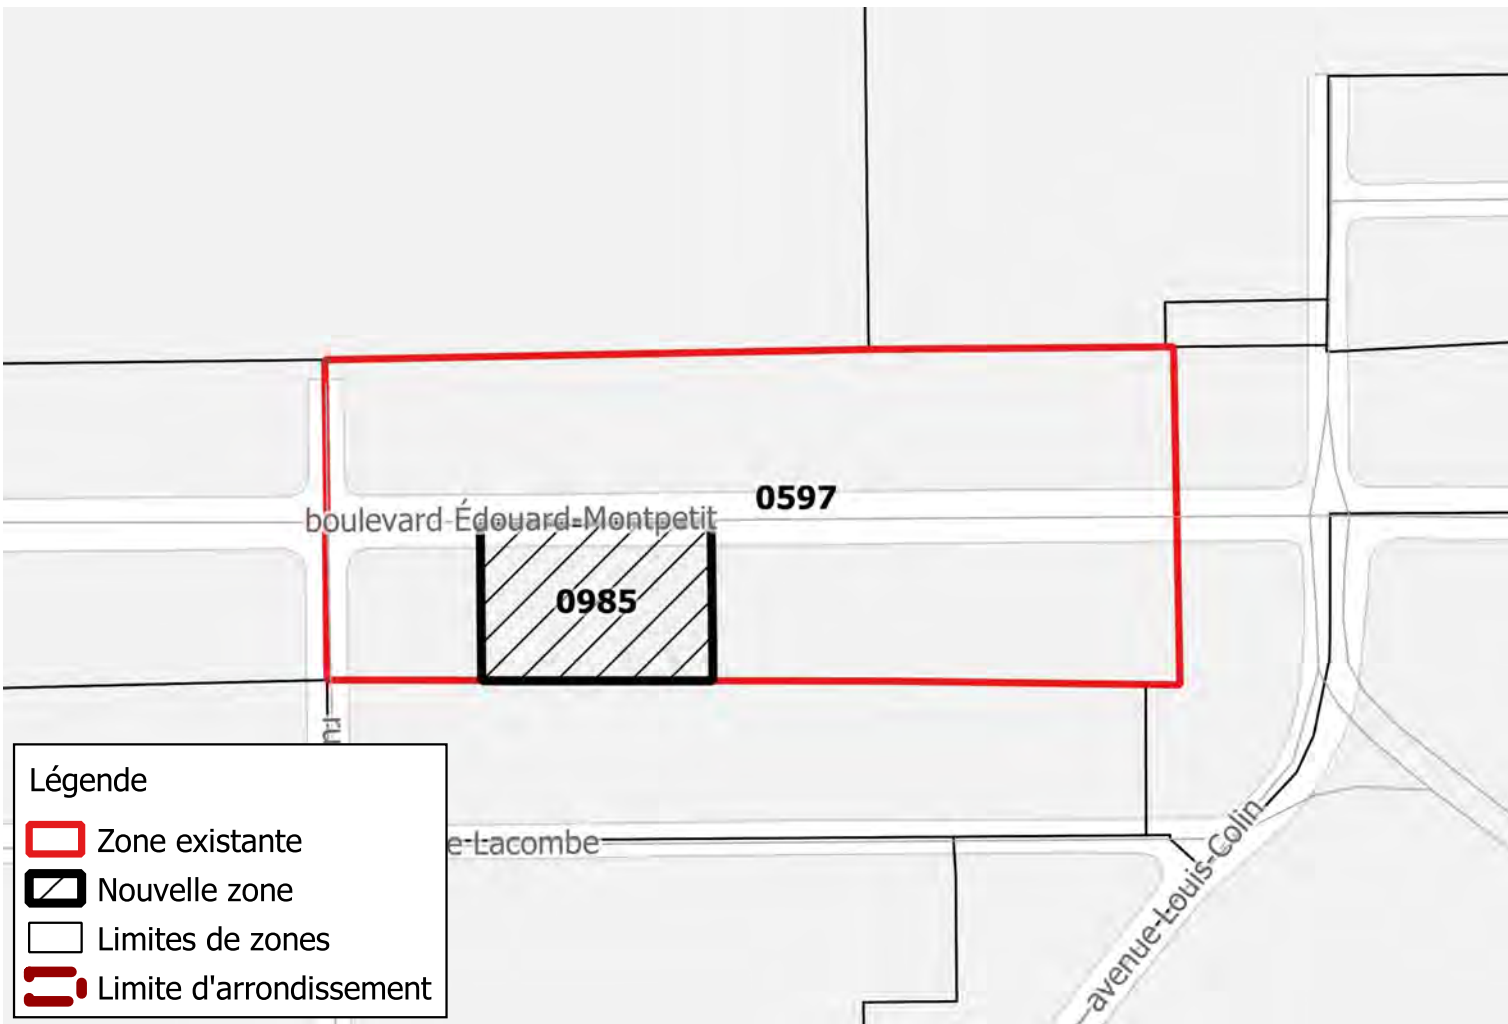 0597
boulevard Édouard-Montpetit
0985
ru
e-Lacombe
avenue-Louis-Colin
Légende
Zone existante
Nouvelle zone
Limites de zones
Limite d'arrondissement